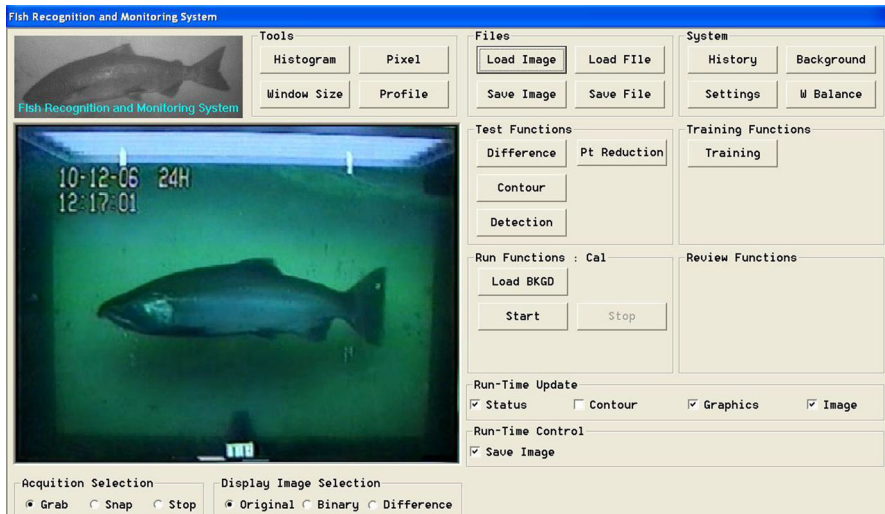 FIsh Recognition and Monitoring System
FIsh Recognition and Monitoring System
Tools
Histogram Pixel
Window Size Profile
Files
Load Image Load FIle
Save Image Save File
System
History Background
Settings W Balance
10-12-06 24H
12:17:01
Test Functions
Difference Pt Reduction
Contour
Detection
Training Functions
Training
Run Functions : Cal
Load BKGD
Start Stop
Review Functions
Run-Time Update
Status Contour Graphics Image
Run-Time Control
Save Image
Acquition Selection
Grab Snap Stop
Display Image Selection
Original Binary Difference